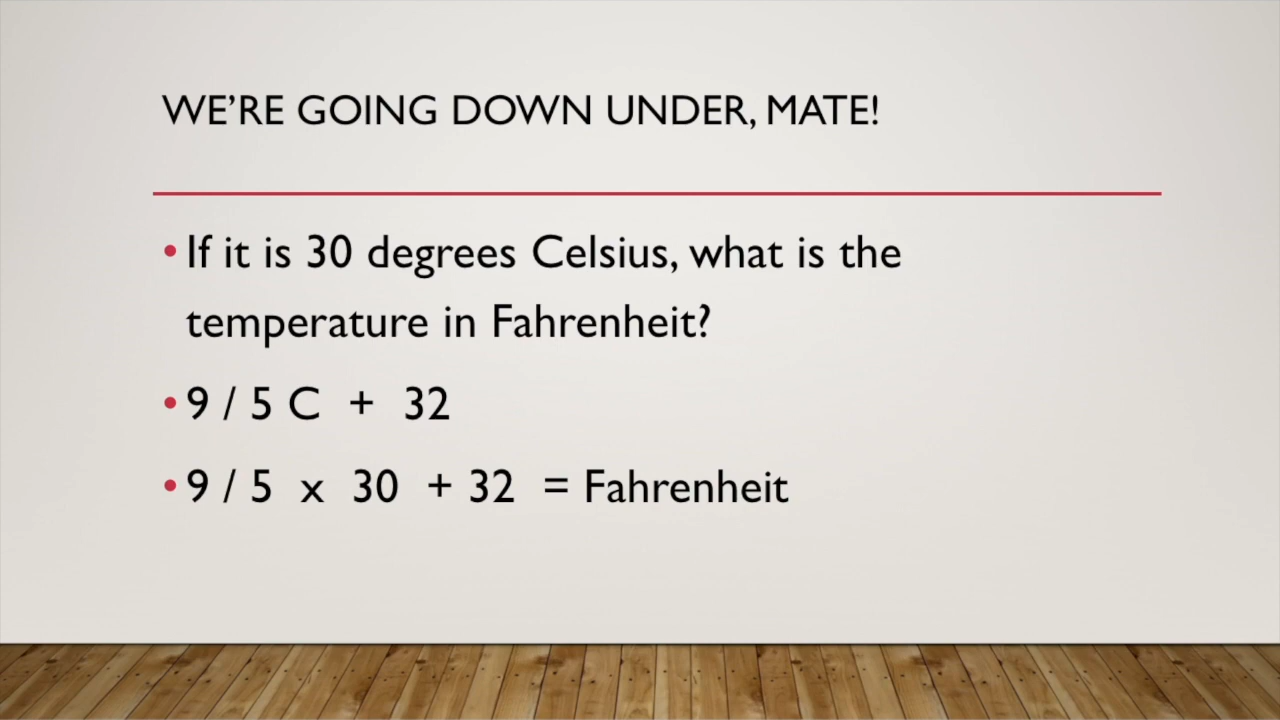 WE'RE GOING DOWN UNDER, MATE!
• If it is 30 degrees Celsius, what is the
temperature in Fahrenheit?
• 9 / 5 C + 32
• 9 / 5 x 30 + 32 = Fahrenheit